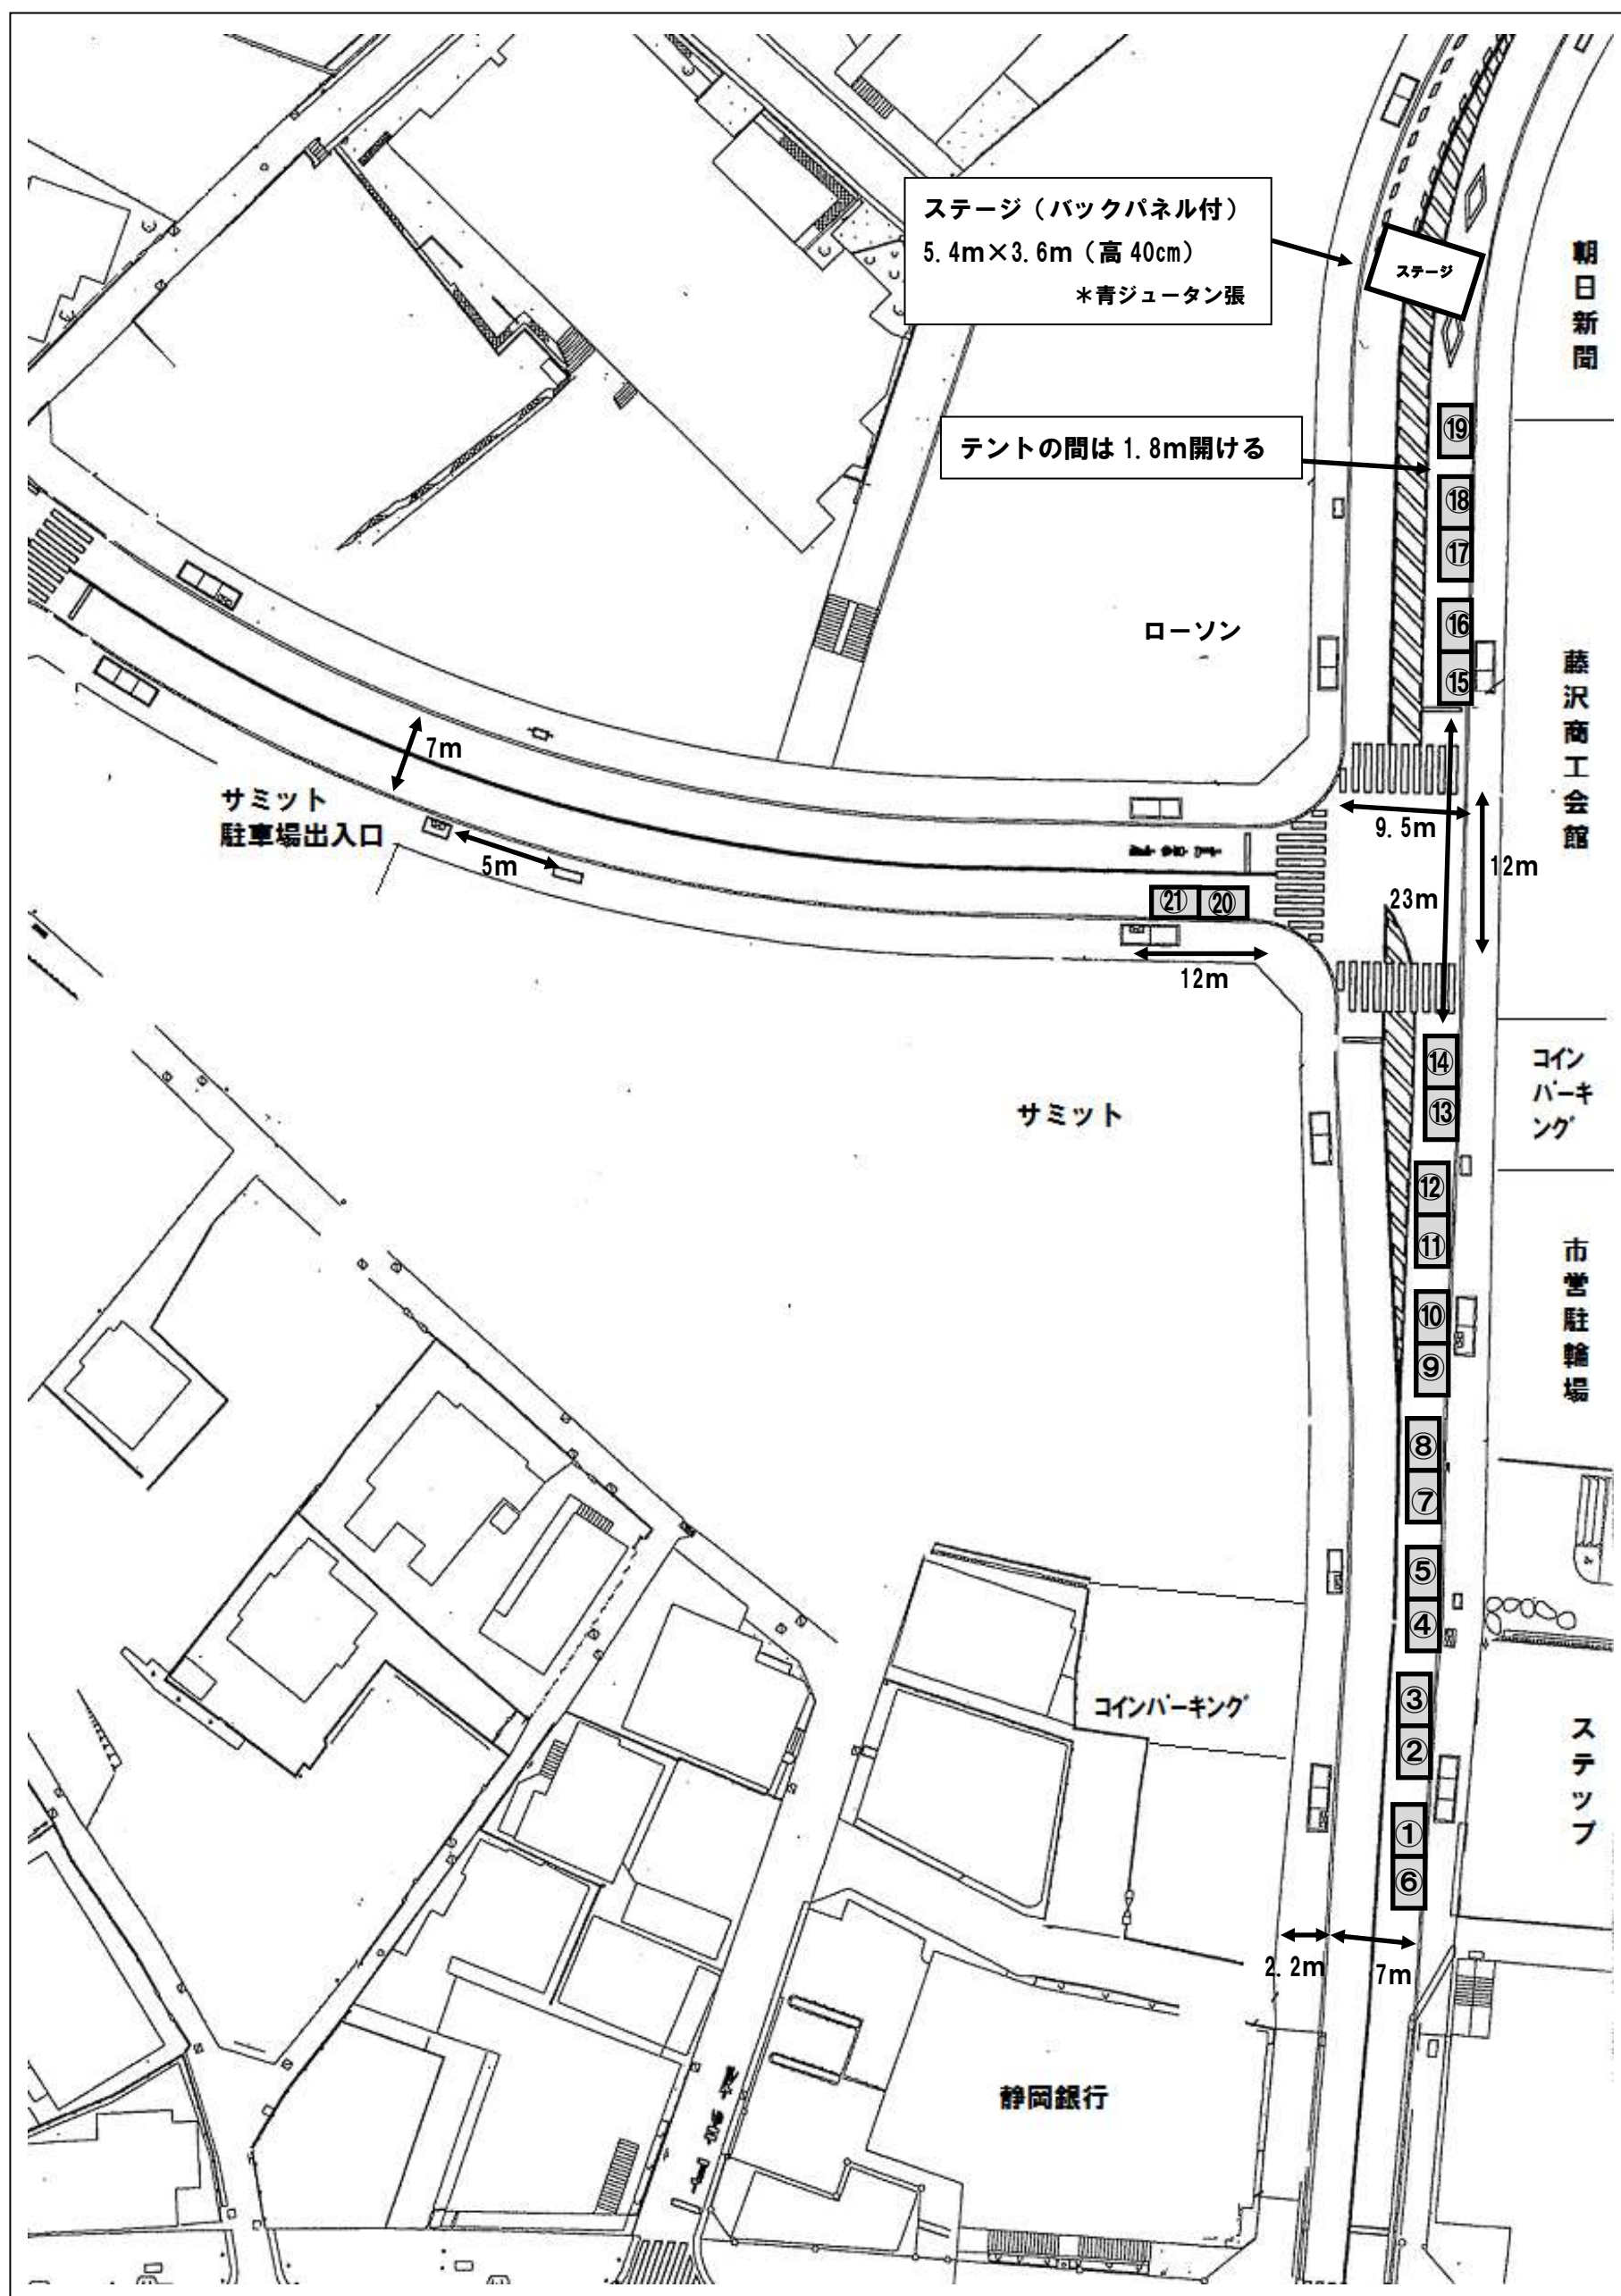 ステージ（バックパネル付）
5.4m×3.6m（高40cm）
＊青ジュータン張
ステージ
朝日新聞
テントの間は1.8m開ける
⑲
⑱
⑰
⑯
⑮
ローソン
藤沢商工会館
7m
サミット
駐車場出入口
5m
9.5m
12m
23m
㉑
⑳
12m
⑭
⑬
コイン
パーキ
ング
サミット
⑫
⑪
市営駐輪場
⑩
⑨
⑧
⑦
⑤
④
③
②
コインパーキング
ステップ
①
⑥
2.2m
7m
静岡銀行